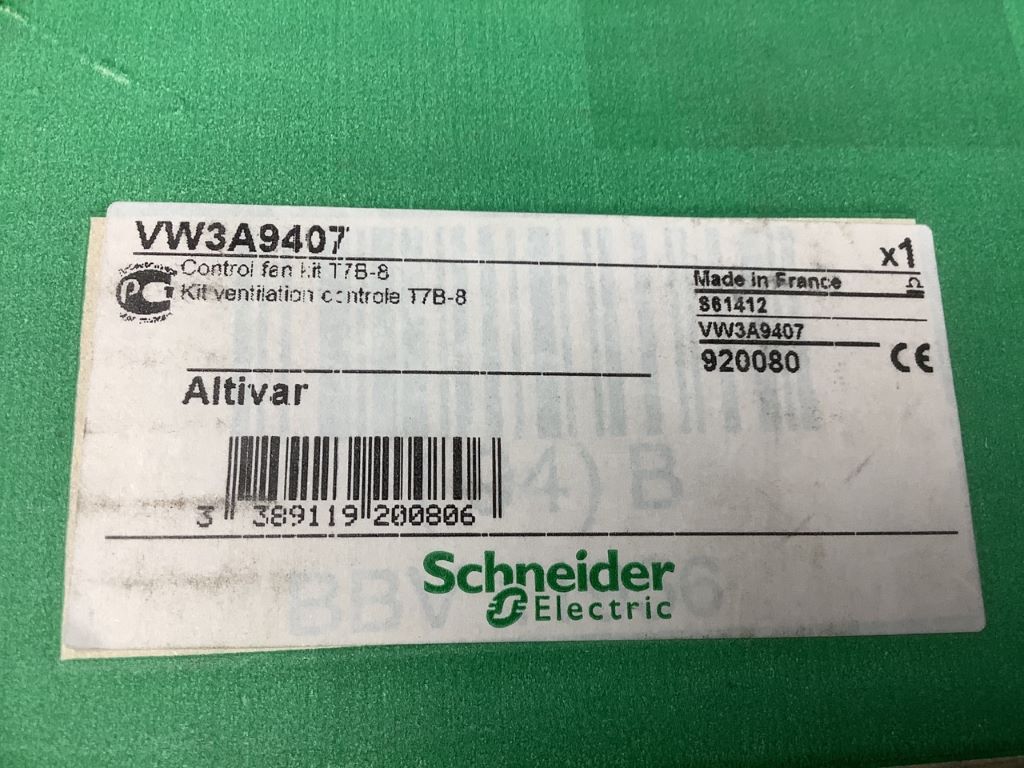 VW3A9407
x1
Control fan kit T7B-8
Kit ventilation controle T7B-8
Made in France
S61412
VW3A9407
920080
CE
Altivar
3 389119 200806
Schneider
Electric